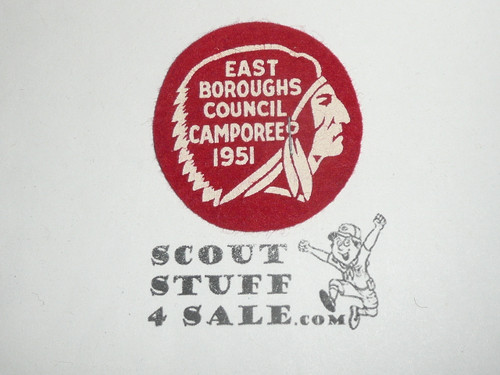 EAST
BOROUGHS
COUNCIL
CAMPOREE
1951
SCOUT
STUFF
4 SALE.COM